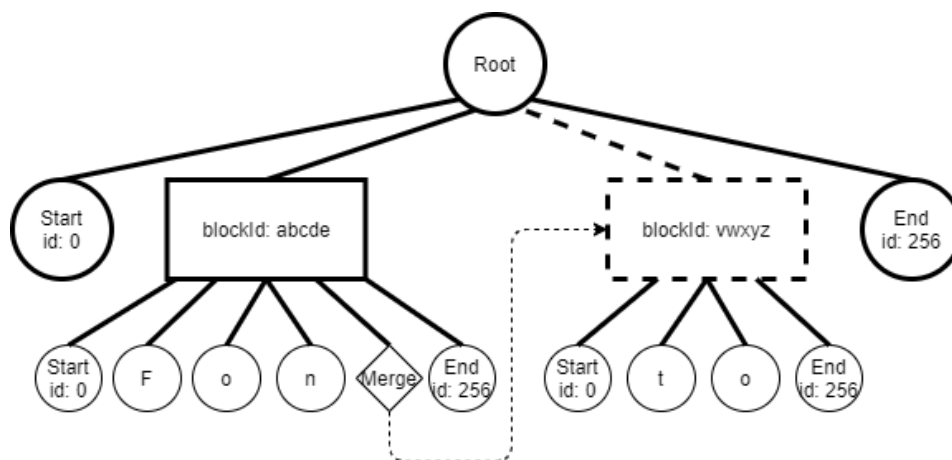 Root
Start
id: 0
blockId: abcde
blockId: vwxyz
End
id: 256
Start
id: 0
F
o
n
Merge
End
id: 256
Start
id: 0
t
o
End
id: 256